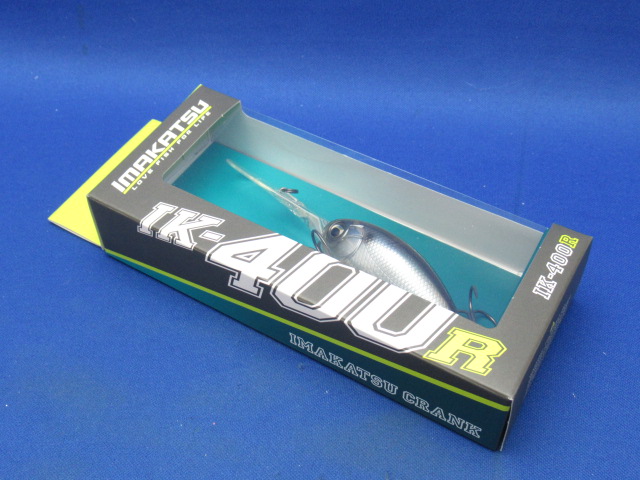 IMAKATSU
LOVE FISH FOR LIFE
IK-400R
IMAKATSU CRANK
IK-400R